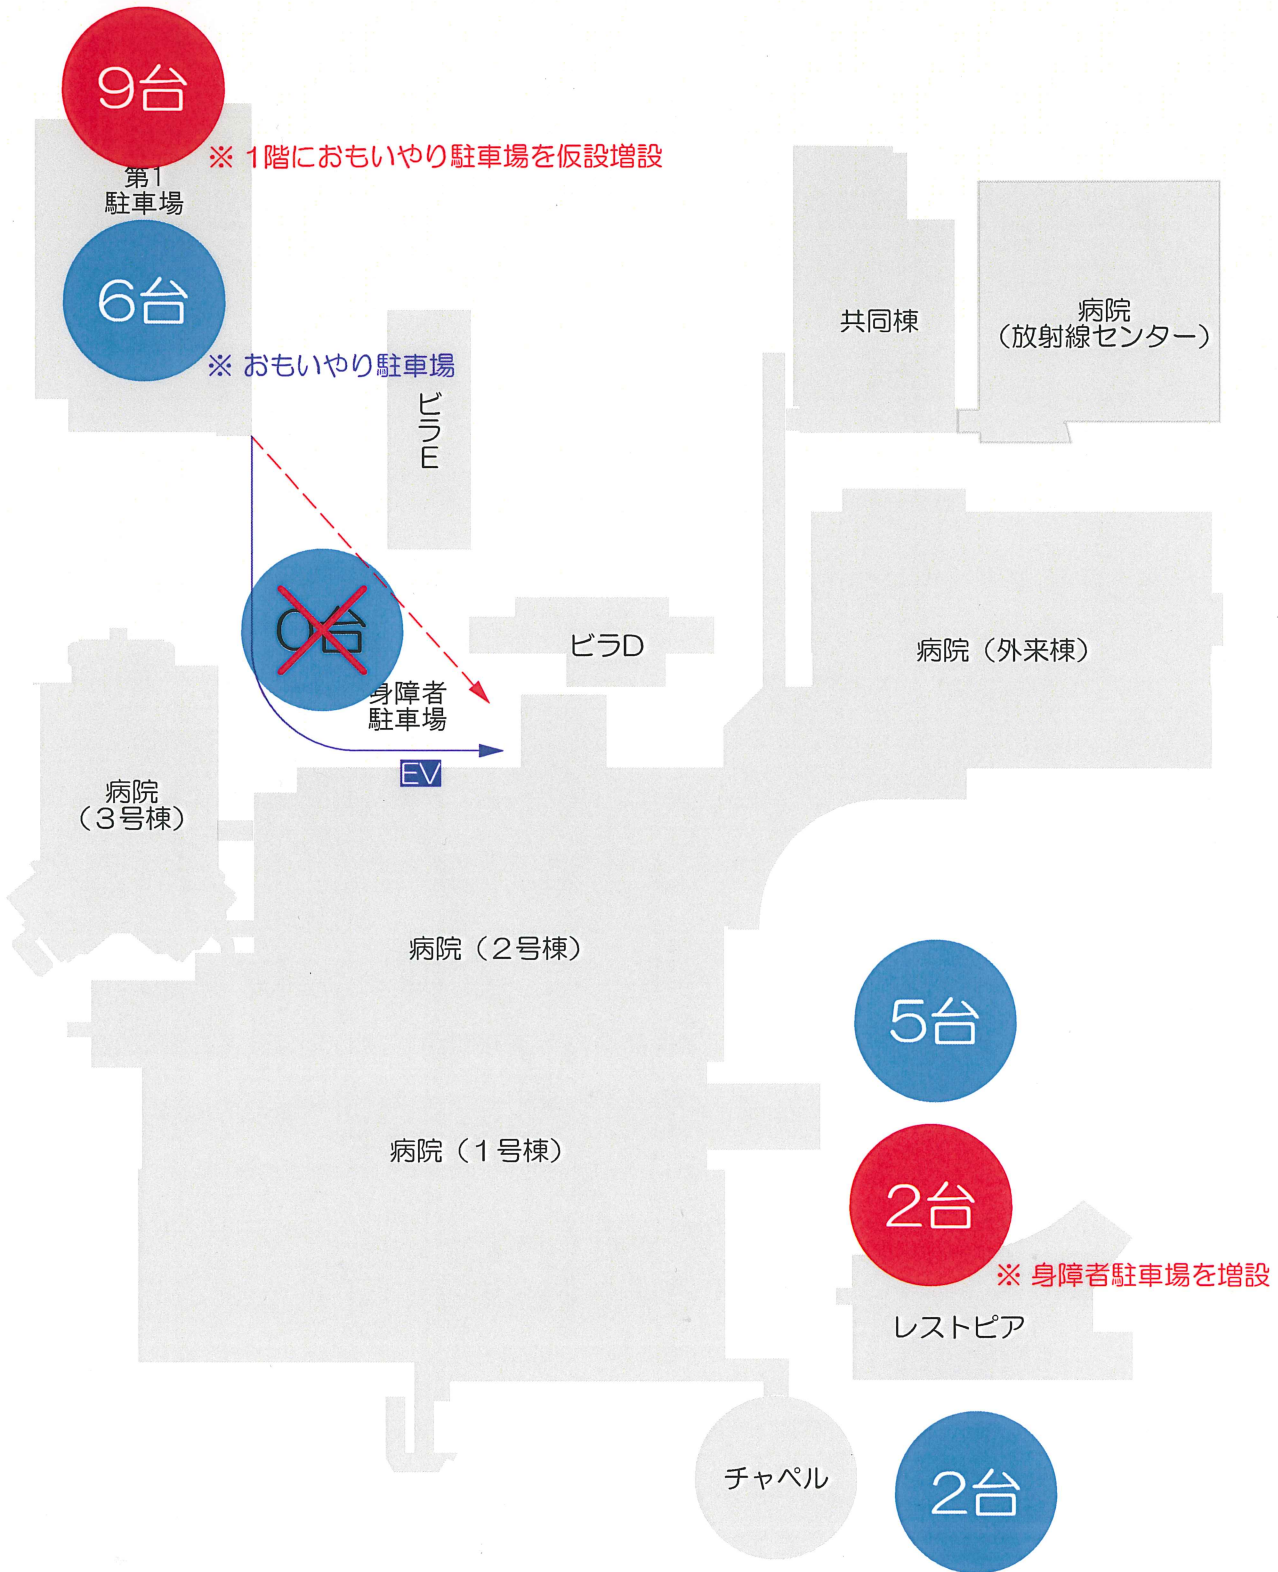 9台
※ 1階におもいやり駐車場を仮設増設
第1
駐車場
6台
※ おもいやり駐車場
ビラE
共同棟
病院
（放射線センター）
0台
身障者
駐車場
EV
ビラD
病院（外来棟）
病院
（３号棟）
病院（２号棟）
5台
病院（１号棟）
2台
※ 身障者駐車場を増設
レストピア
チャペル
2台